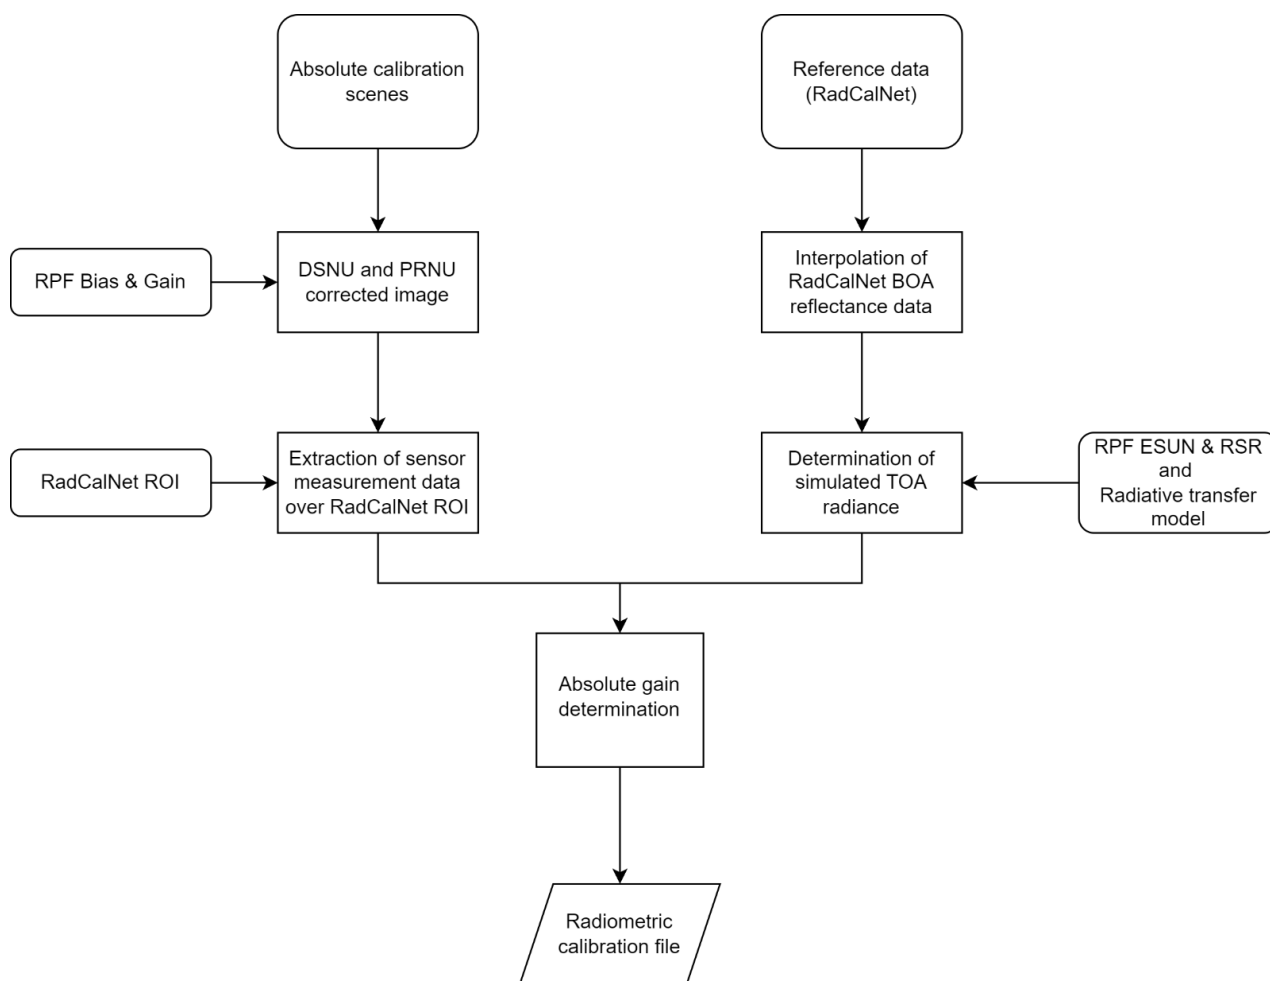 Absolute calibration
scenes
Reference data
(RadCalNet)
RPF Bias & Gain
DSNU and PRNU
corrected image
Interpolation of
RadCalNet BOA
reflectance data
RadCalNet ROI
Extraction of sensor
measurement data
over RadCalNet ROI
Determination of
simulated TOA
radiance
RPF ESUN & RSR
and
Radiative transfer
model
Absolute gain
determination
Radiometric
calibration file